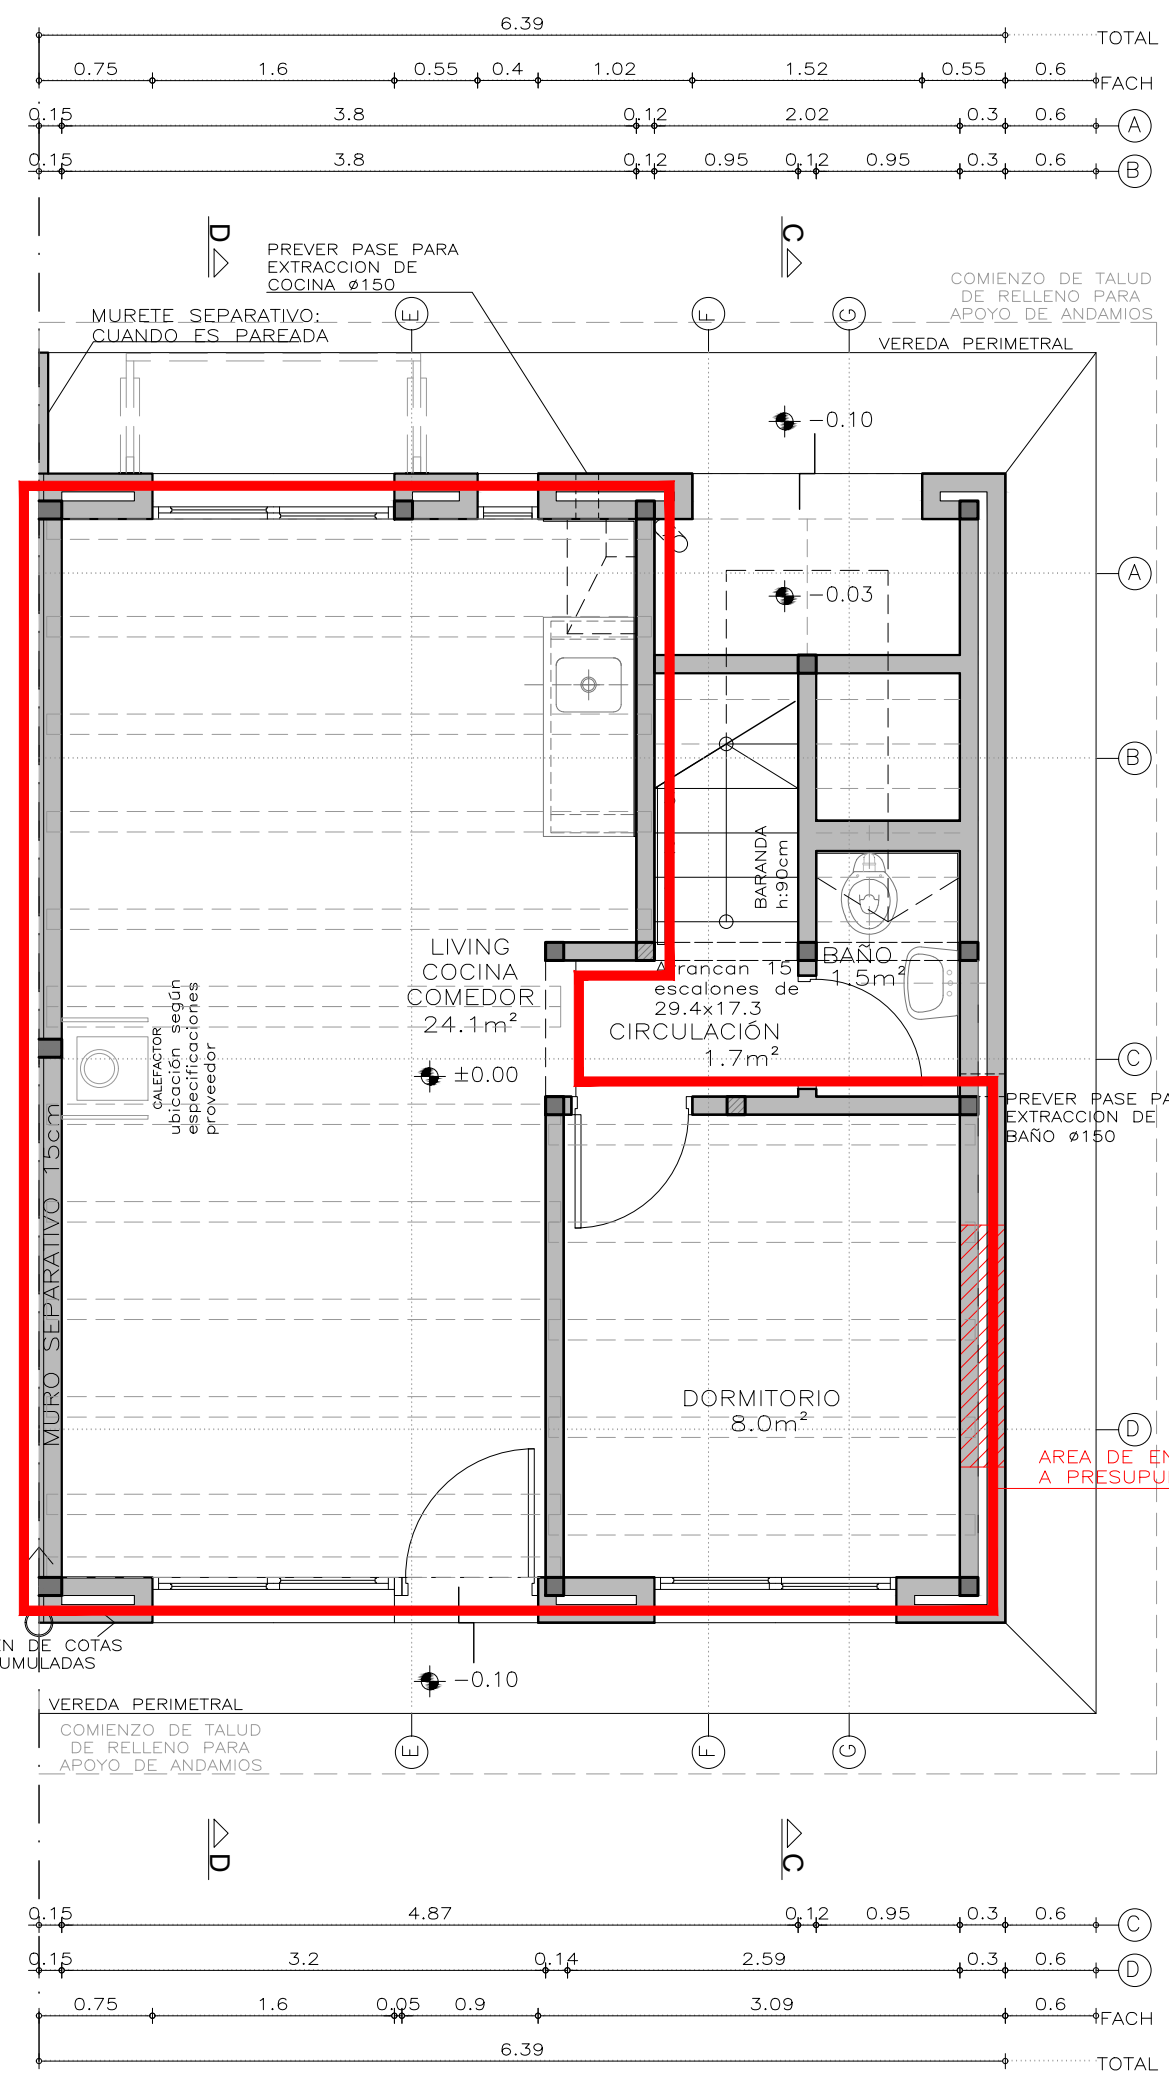 6.39
TOTAL
0.75 1.6 0.55 0.4 1.02 1.52 0.55 0.6 FACH
0.15 3.8 0.12 2.02 0.3 0.6 A
0.15 3.8 0.12 0.95 0.12 0.95 0.3 0.6 B
D
C
PREVER PASE PARA
EXTRACCION DE
COCINA ø150
COMIENZO DE TALUD
DE RELLENO PARA
APOYO DE ANDAMIOS
MURETE SEPARATIVO:
CUANDO ES PAREADA
E
F
G
VEREDA PERIMETRAL
-0.10
A
-0.03
B
BARANDA
h:90cm
LIVING
COCINA
COMEDOR
24.1m²
±0.00
BAÑO
1.5m²
Arrancan 15
escalones de
29.4x17.3
CIRCULACIÓN
1.7m²
C
CALEFACTOR
ubicación según
especificaciones
proveedor
PREVER PASE PA
EXTRACCION DE
BAÑO ø150
MURO SEPARATIVO 15cm
DORMITORIO
8.0m²
D
AREA DE EN
A PRESUPU
EN DE COTAS
UMULADAS
-0.10
VEREDA PERIMETRAL
COMIENZO DE TALUD
DE RELLENO PARA
APOYO DE ANDAMIOS
E
F
G
D
C
0.15 4.87 0.12 0.95 0.3 0.6 C
0.15 3.2 0.14 2.59 0.3 0.6 D
0.75 1.6 0.05 0.9 3.09 0.6 FACH
6.39
TOTAL